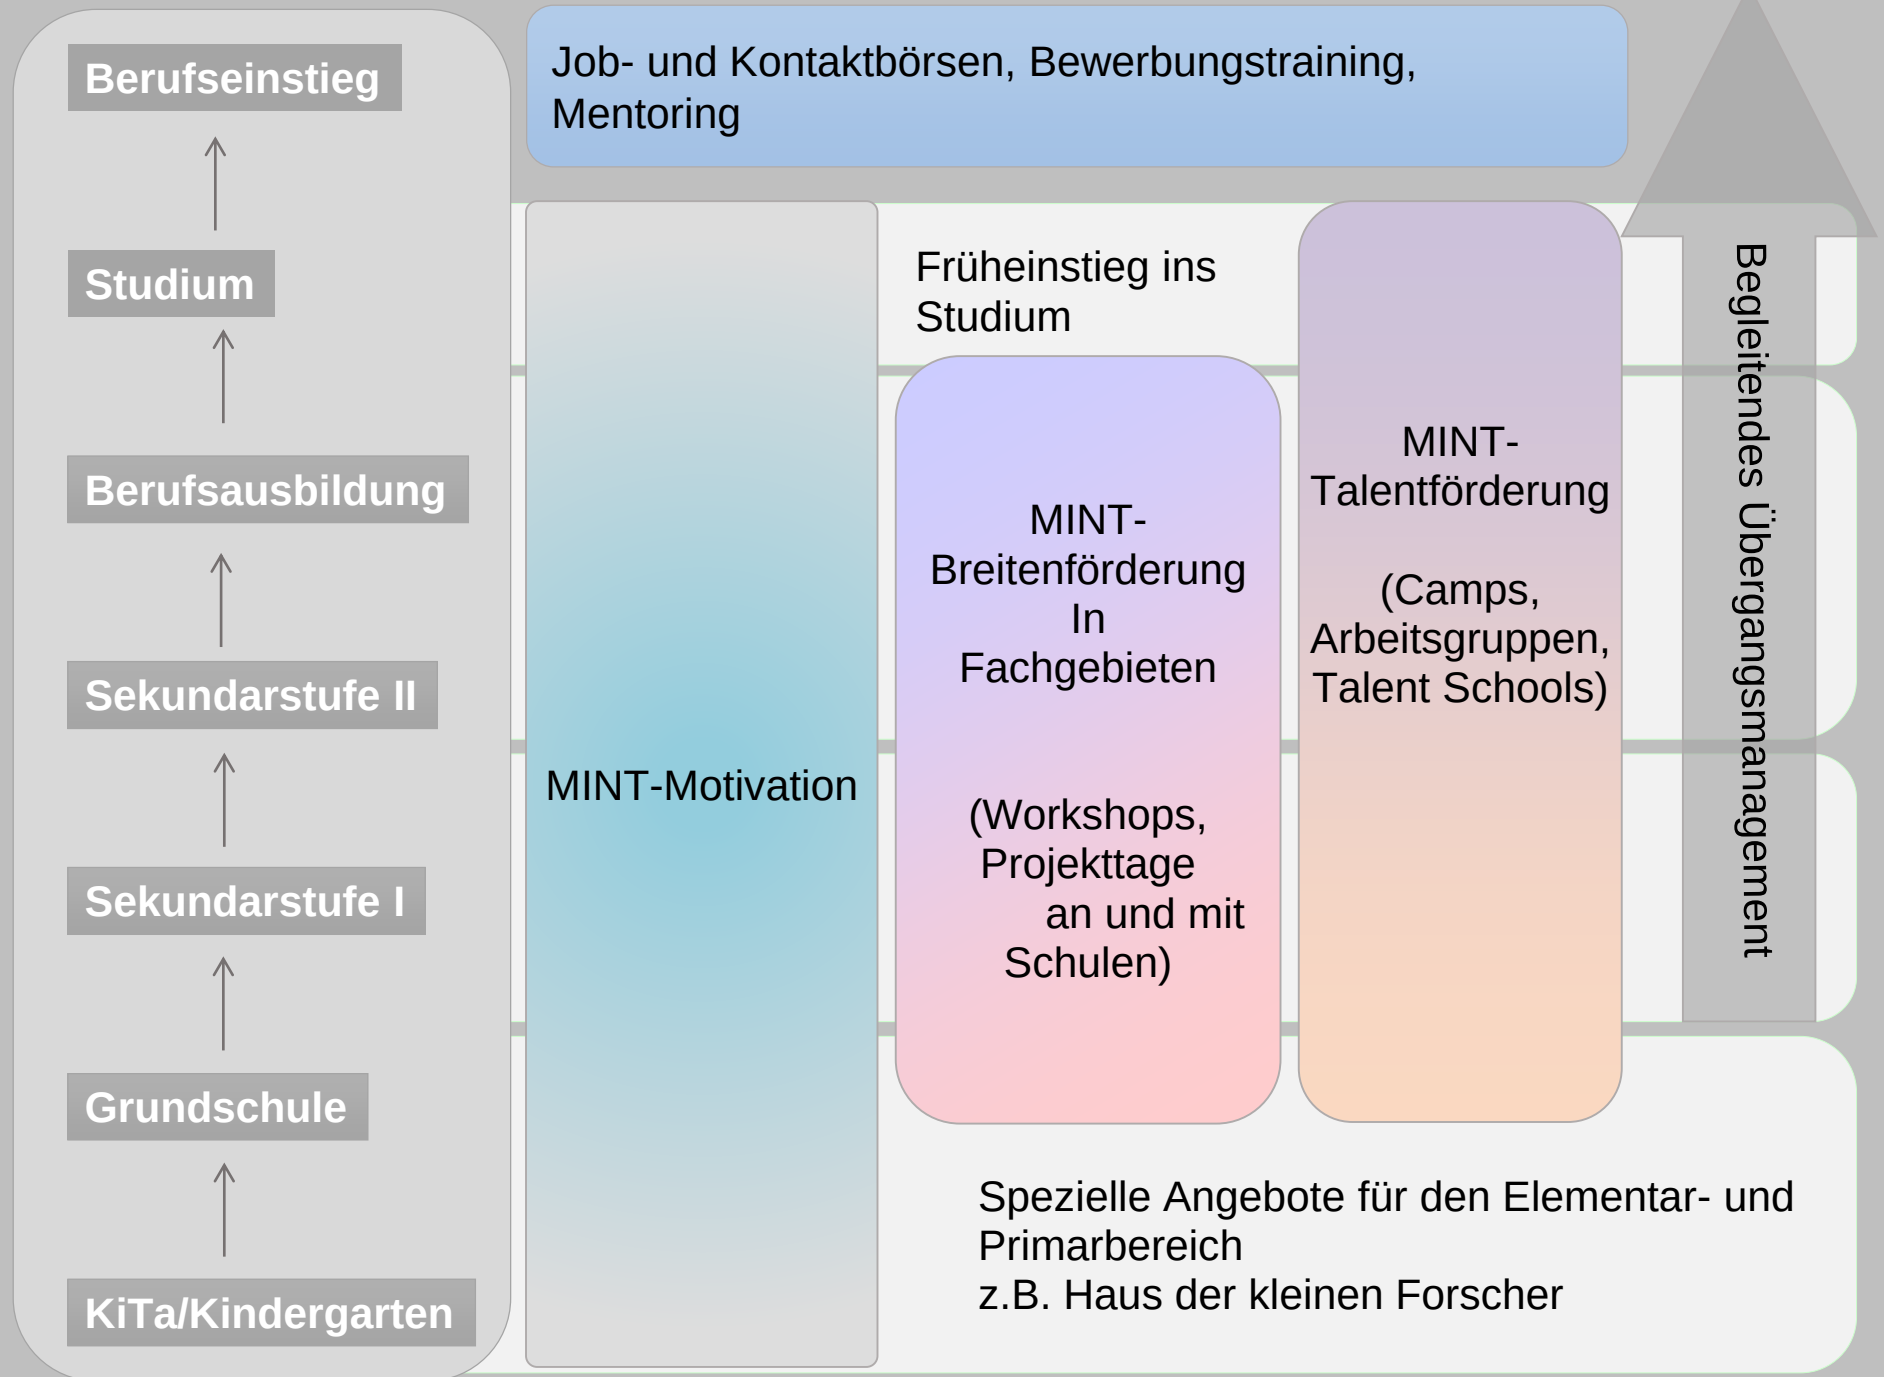 Berufseinstieg
Studium
Berufsausbildung
Sekundarstufe II
Sekundarstufe I
Grundschule
KiTa/Kindergarten
Job- und Kontaktbörsen, Bewerbungstraining,
Mentoring
MINT-Motivation
Früheinstieg ins
Studium
MINT-
Breitenförderung
In
Fachgebieten
(Workshops,
Projekttage
an und mit
Schulen)
MINT-
Talentförderung
(Camps,
Arbeitsgruppen,
Talent Schools)
Begleitendes Übergangsmanagement
Spezielle Angebote für den Elementar- und
Primarbereich
z.B. Haus der kleinen Forscher